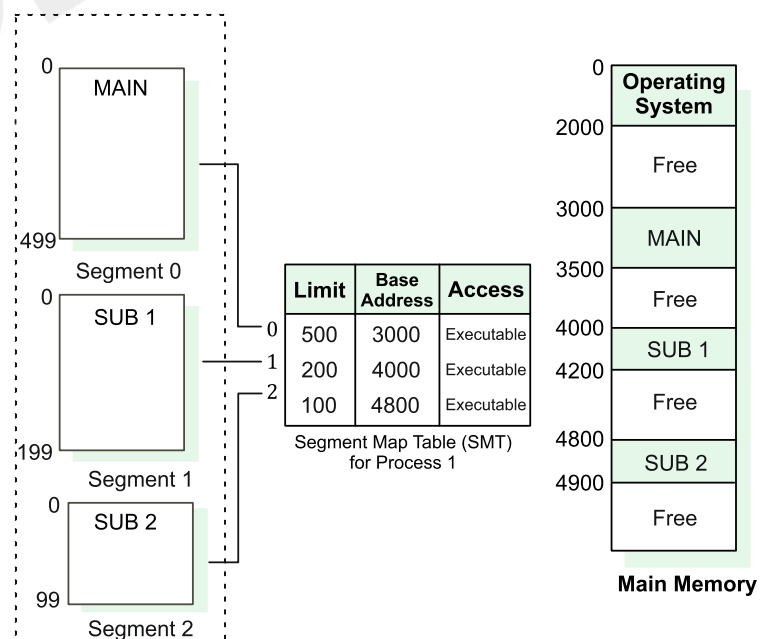 0
MAIN
499
Segment 0
0
SUB 1
199
Segment 1
0
SUB 2
99
Segment 2
Limit Base Address Access
0 500 3000 Executable
1 200 4000 Executable
2 100 4800 Executable
Segment Map Table (SMT)
for Process 1
0
Operating
System
2000
Free
3000
MAIN
3500
Free
4000
SUB 1
4200
Free
4800
SUB 2
4900
Free
Main Memory